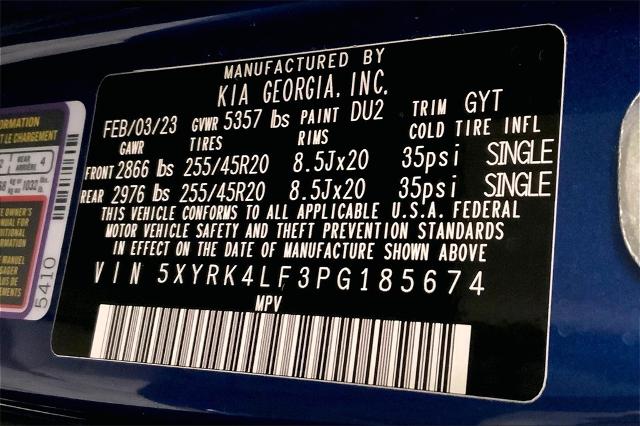 MANUFACTURED BY
KIA GEORGIA, INC.
FEB/03/23 GVWR 5357 lbs PAINT DU2 TRIM GYT
GAWR TIRES RIMS COLD TIRE INFL
FRONT 2866 lbs 255/45R20 8.5Jx20 35psi SINGLE
REAR 2976 lbs 255/45R20 8.5Jx20 35psi SINGLE
THIS VEHICLE CONFORMS TO ALL APPLICABLE U.S.A. FEDERAL
MOTOR VEHICLE SAFETY AND THEFT PREVENTION STANDARDS
IN EFFECT ON THE DATE OF MANUFACTURE SHOWN ABOVE
VIN 5XYRK4LF3PG185674
MPV
LE CHARGEMENT
4
5410